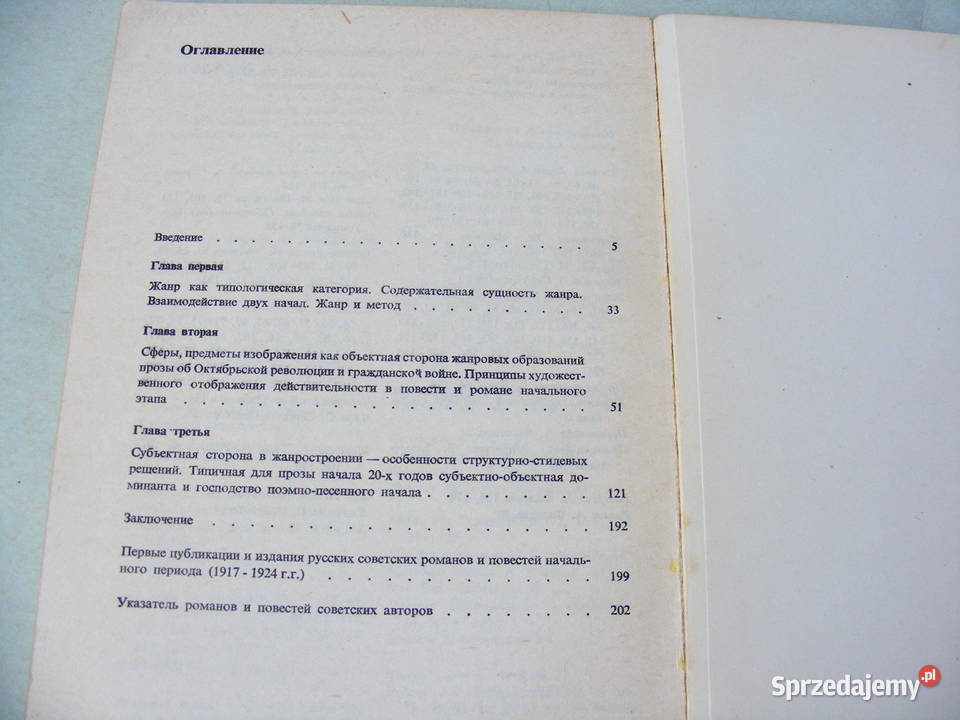 Оглавление
Введение . . . . . . . . . . . . . . . . . . . . 5
Глава первая
Жанр как типологическая категория. Содержательная сущность жанра.
Взаимодействие двух начал. Жанр и метод . . . . . . . . . . 33
Глава вторая
Сферы, предметы изображения как объектная сторона жанровых образований
прозы об Октябрьской революции и гражданской войне. Принципы художест-
венного отображения действительности в повести и романе начального
этапа . . . . . . . . . . . . . . . . . . . . . . 51
Глава третья
Субъектная сторона в жанростроении — особенности структурно-стилевых
решений. Типичная для прозы начала 20-х годов субъектно-объектная до-
минанта и господство поэмно-песенного начала . . . . . . . . . 121
Заключение . . . . . . . . . . . . . . . . . . . . 192
Первые публикации и издания русских советских романов и повестей началь-
ного периода (1917 - 1924 г.г.) . . . . . . . . . . . . . . 199
Указатель романов и повестей советских авторов . . . . . . . . 202
Sprzedajemy.pl